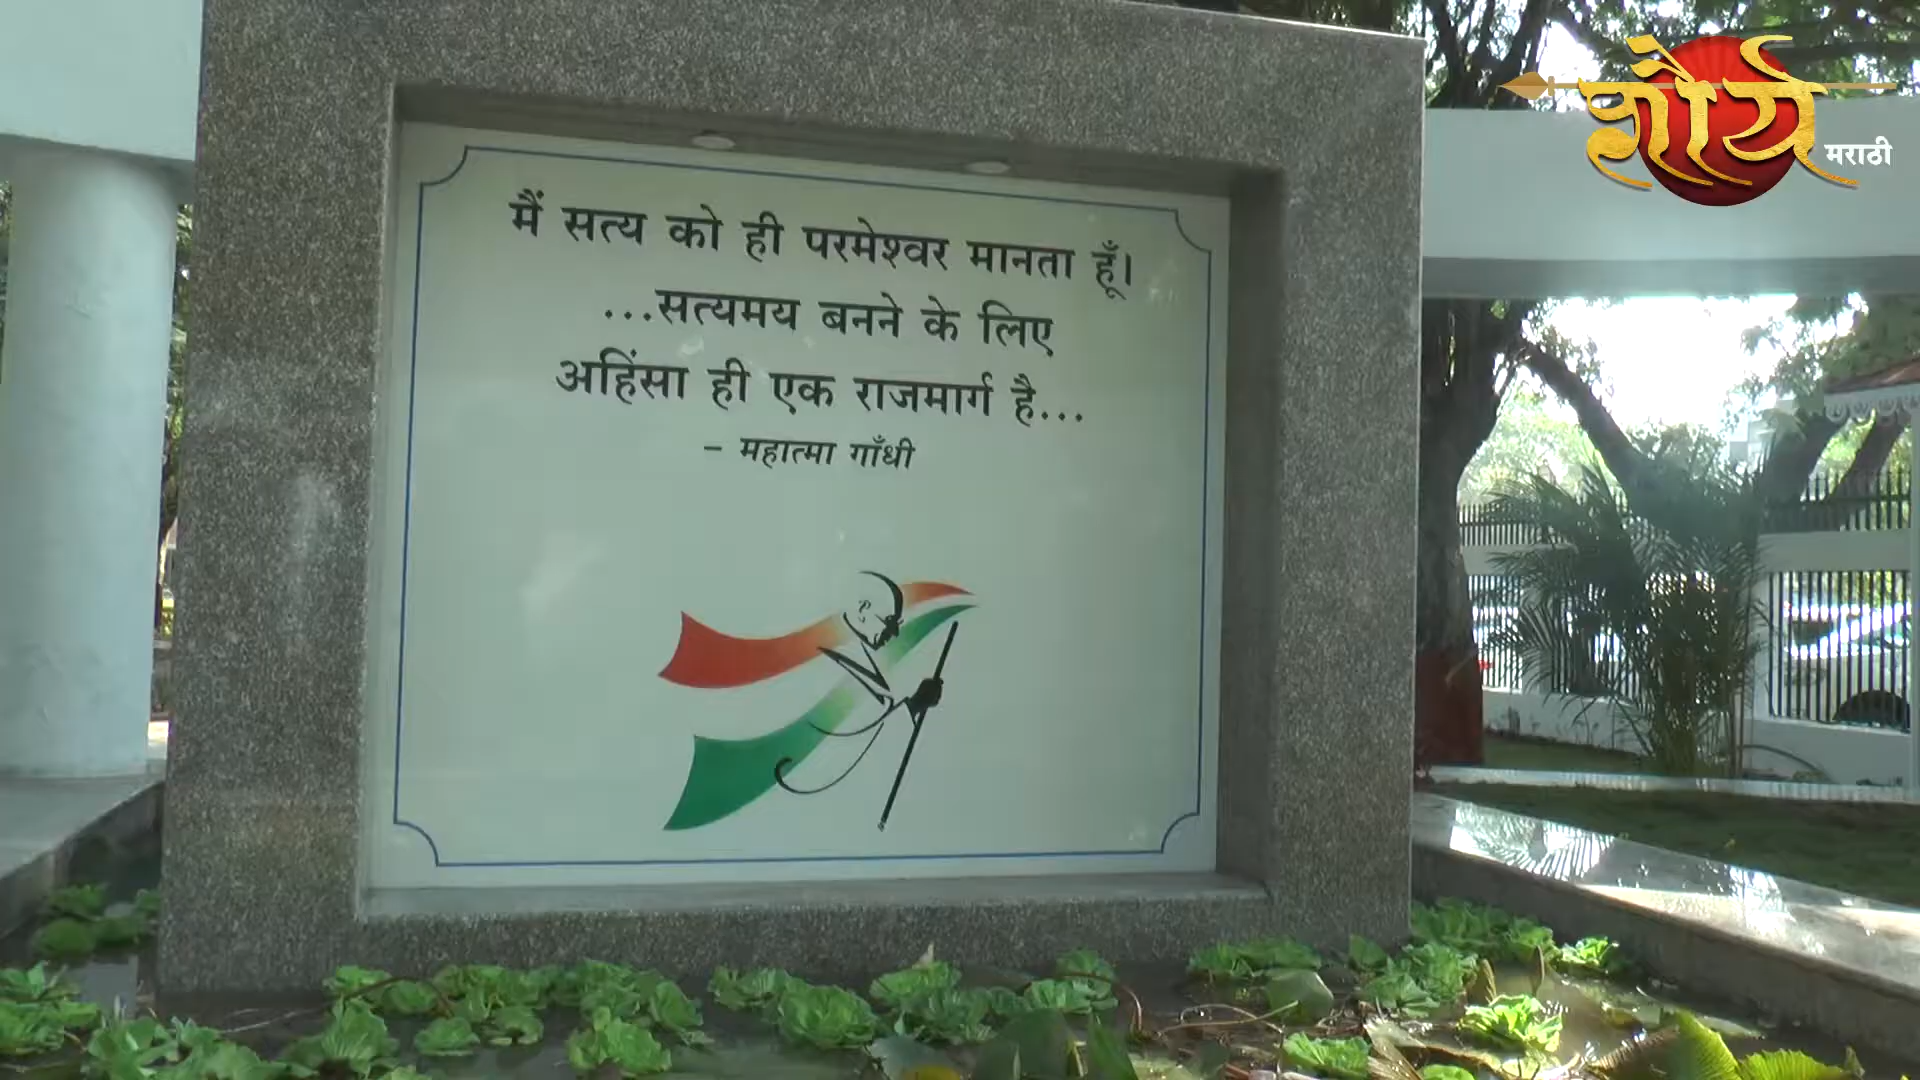 मैं सत्य को ही परमेश्वर मानता हूँ।
...सत्यमय बनने के लिए
अहिंसा ही एक राजमार्ग है...
– महात्मा गाँधी
शौर्य
मराठी